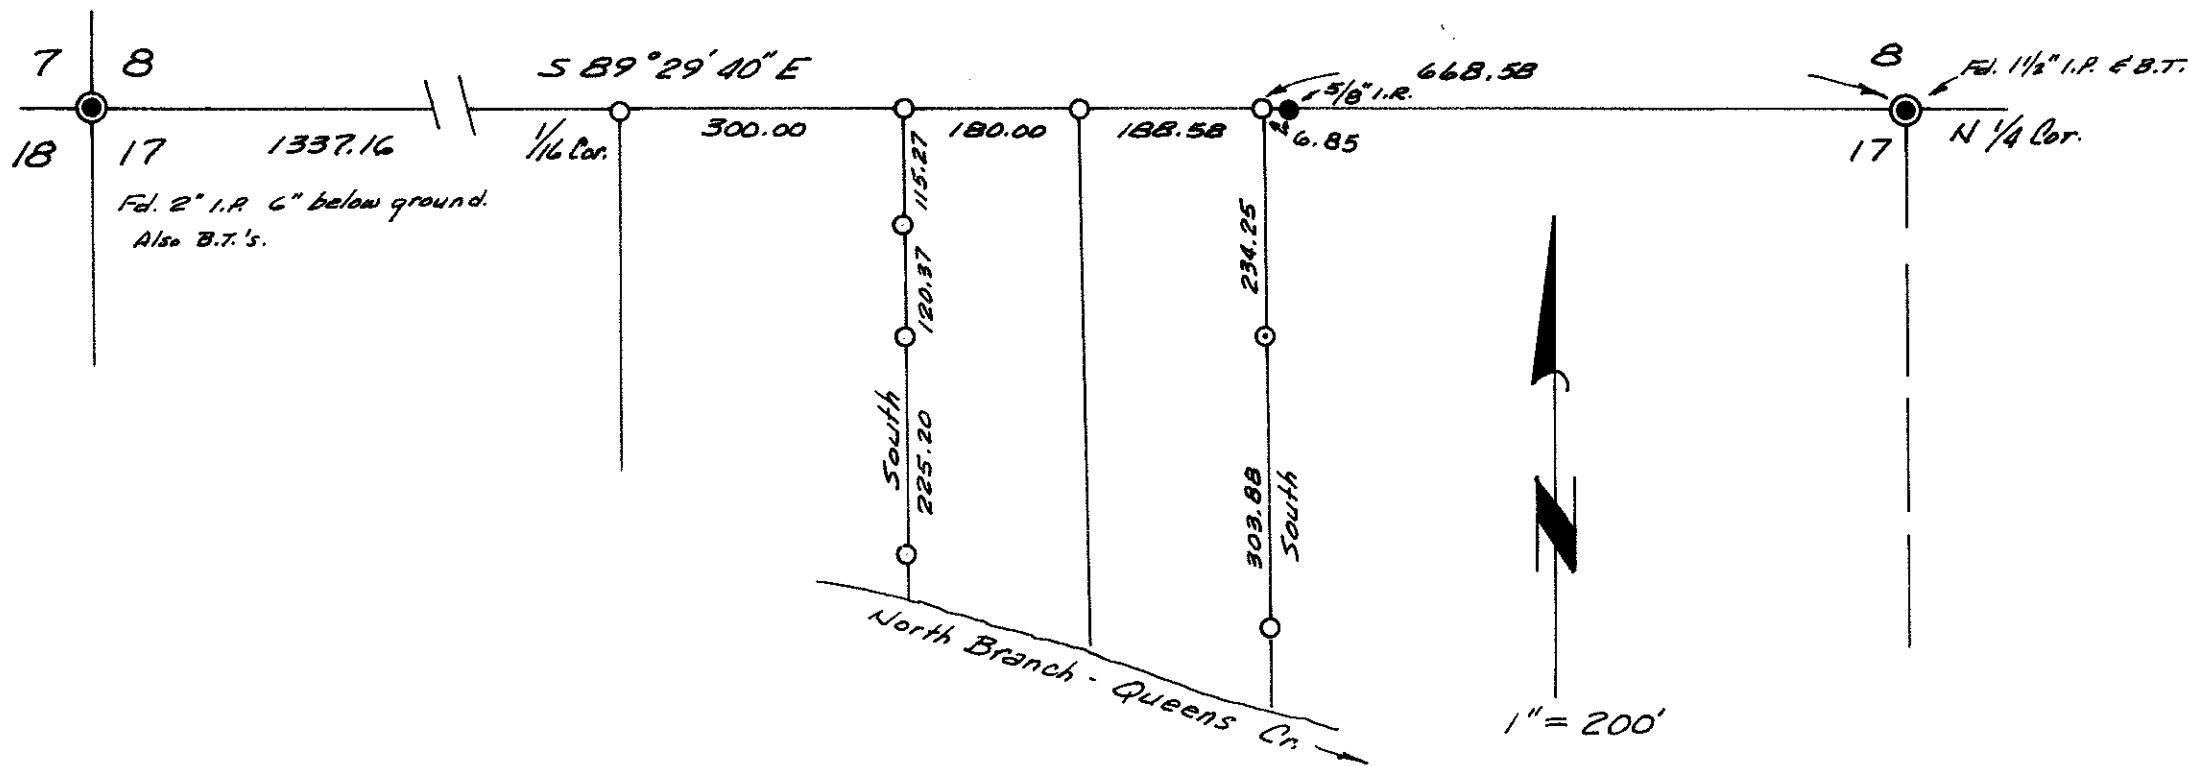 7 8
S 89°29'40" E
668.58
8
Fd. 1 1/2" I.P. & B.T.
5/8" I.R.
18 17
1337.16
1/16 Cor.
300.00
180.00
188.58
6.85
17
N 1/4 Cor.
Fd. 2" I.P. 6" below ground.
Also B.T.'s.
115.27
120.37
South
225.20
234.25
303.88
South
N
North Branch - Queens Cr.
1" = 200'